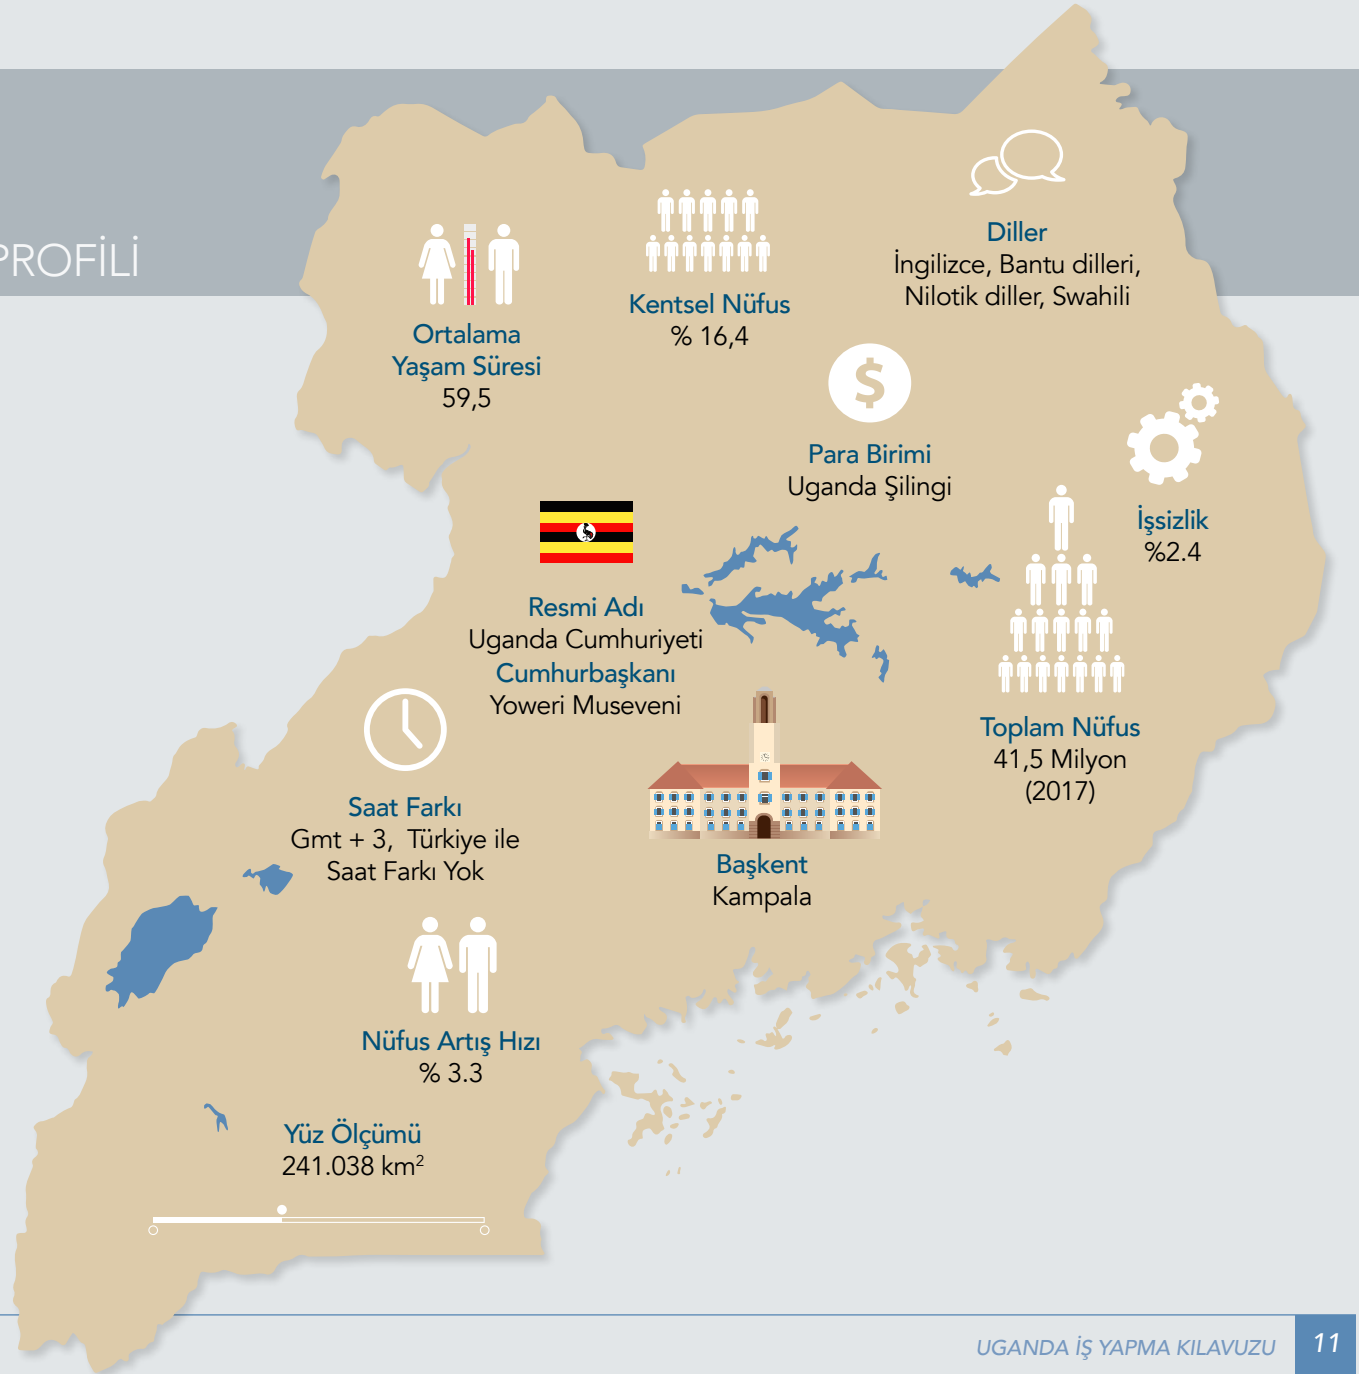 PROFİLİ
Diller
İngilizce, Bantu dilleri,
Nilotik diller, Swahili
Kentsel Nüfus
% 16,4
Ortalama
Yaşam Süresi
59,5
$
Para Birimi
Uganda Şilingi
İşsizlik
%2.4
Resmi Adı
Uganda Cumhuriyeti
Cumhurbaşkanı
Yoweri Museveni
Toplam Nüfus
41,5 Milyon
(2017)
Saat Farkı
Gmt + 3, Türkiye ile
Saat Farkı Yok
Başkent
Kampala
Nüfus Artış Hızı
% 3.3
Yüz Ölçümü
241.038 km²
UGANDA İŞ YAPMA KILAVUZU
11